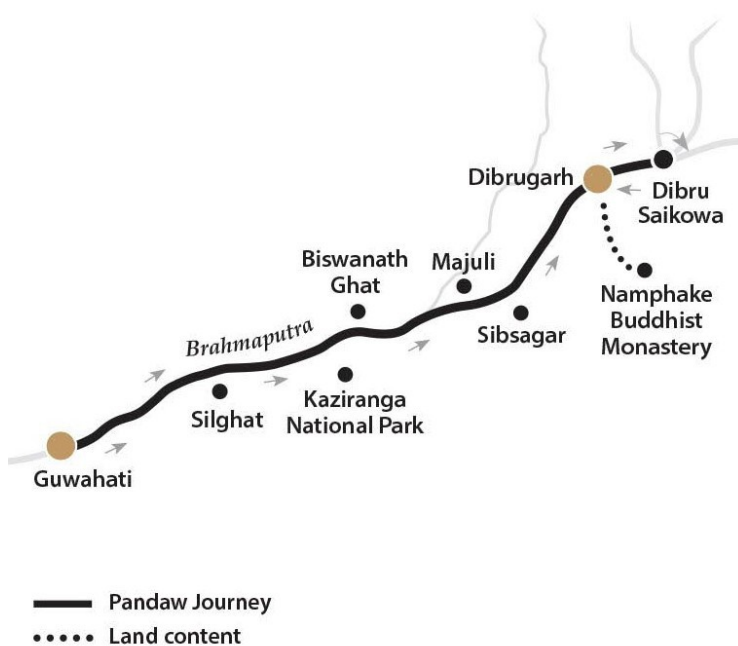 Dibrugarh
Dibru
Saikowa
Biswanath
Ghat
Majuli
Namphake
Buddhist
Monastery
Brahmaputra
Sibsagar
Silghat
Kaziranga
National Park
Guwahati
Pandaw Journey
Land content